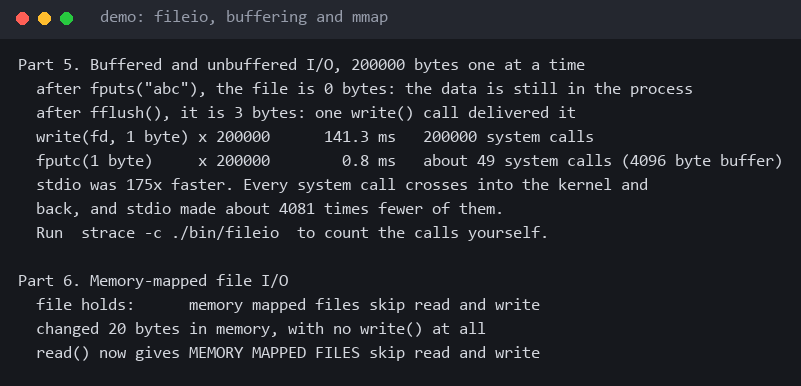 demo: fileio, buffering and mmap
Part 5. Buffered and unbuffered I/O, 200000 bytes one at a time
after fputs("abc"), the file is 0 bytes: the data is still in the process
after fflush(), it is 3 bytes: one write() call delivered it
write(fd, 1 byte) x 200000      141.3 ms   200000 system calls
fputc(1 byte)     x 200000        0.8 ms   about 49 system calls (4096 byte buffer)
stdio was 175x faster. Every system call crosses into the kernel and
back, and stdio made about 4081 times fewer of them.
Run  strace -c ./bin/fileio  to count the calls yourself.
Part 6. Memory-mapped file I/O
file holds:      memory mapped files skip read and write
changed 20 bytes in memory, with no write() at all
read() now gives MEMORY MAPPED FILES skip read and write